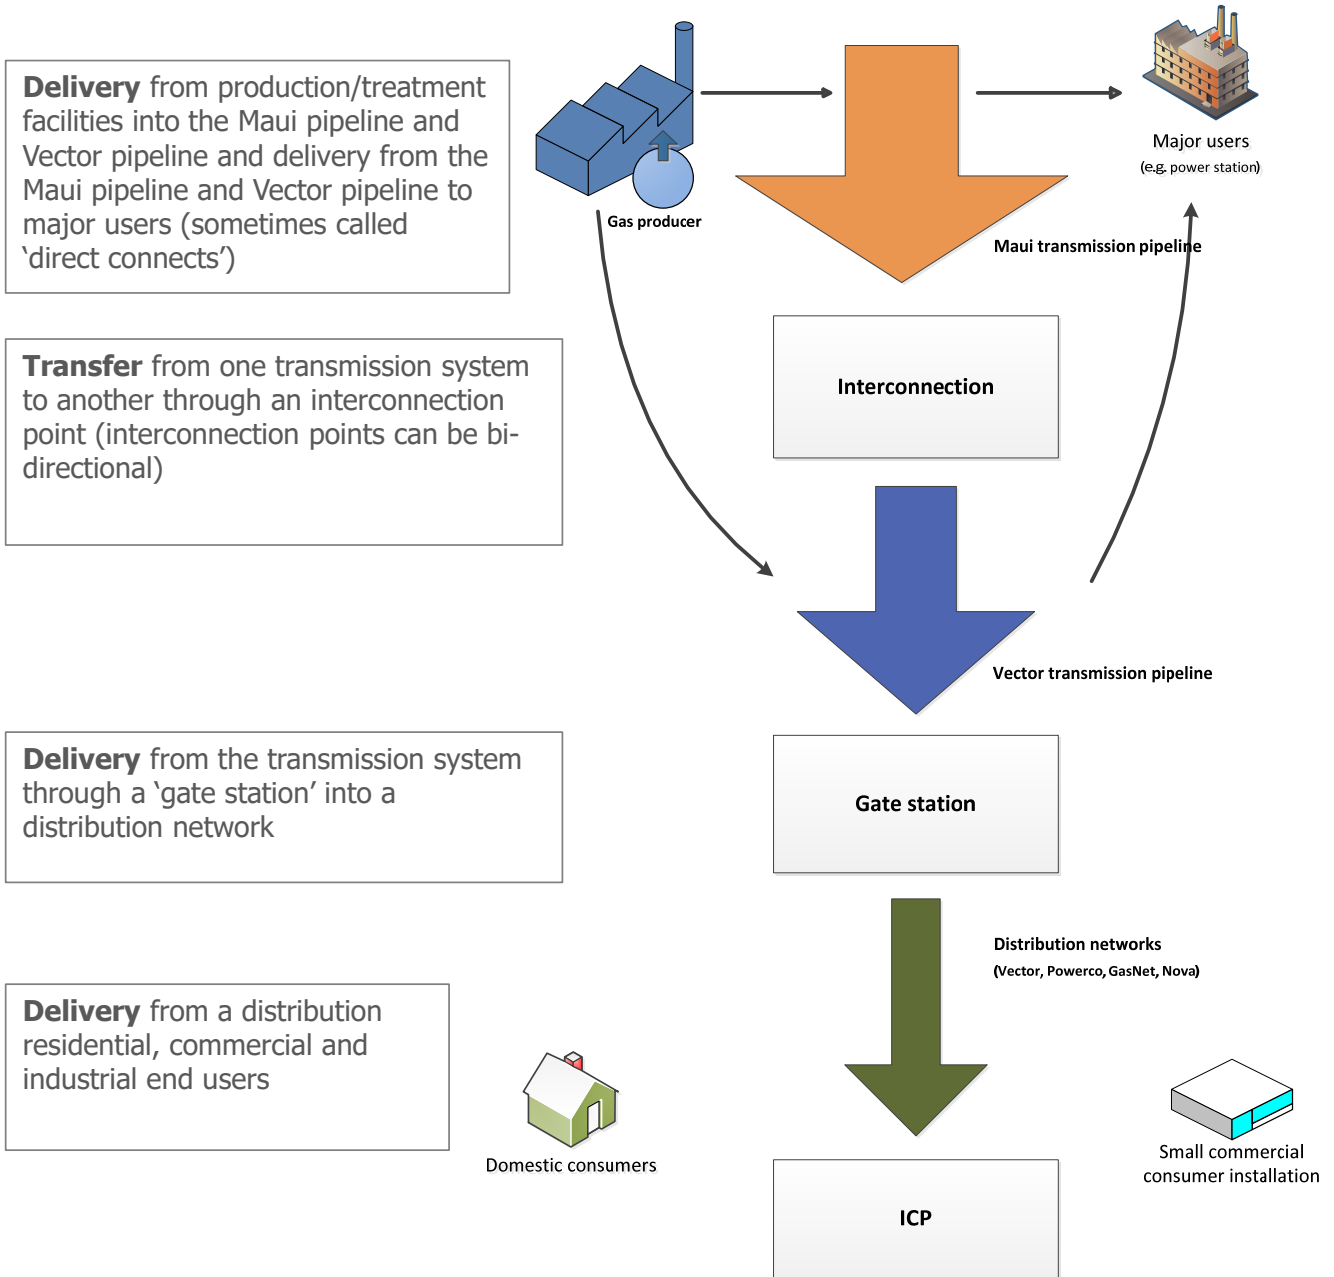 Delivery from production/treatment
facilities into the Maui pipeline and
Vector pipeline and delivery from the
Maui pipeline and Vector pipeline to
major users (sometimes called
‘direct connects’)
Gas producer
Major users
(e.g. power station)
Maui transmission pipeline
Transfer from one transmission system
to another through an interconnection
point (interconnection points can be bi-
directional)
Interconnection
Vector transmission pipeline
Delivery from the transmission system
through a ‘gate station’ into a
distribution network
Gate station
Distribution networks
(Vector, Powerco, GasNet, Nova)
Delivery from a distribution
residential, commercial and
industrial end users
Domestic consumers
Small commercial
consumer installation
ICP